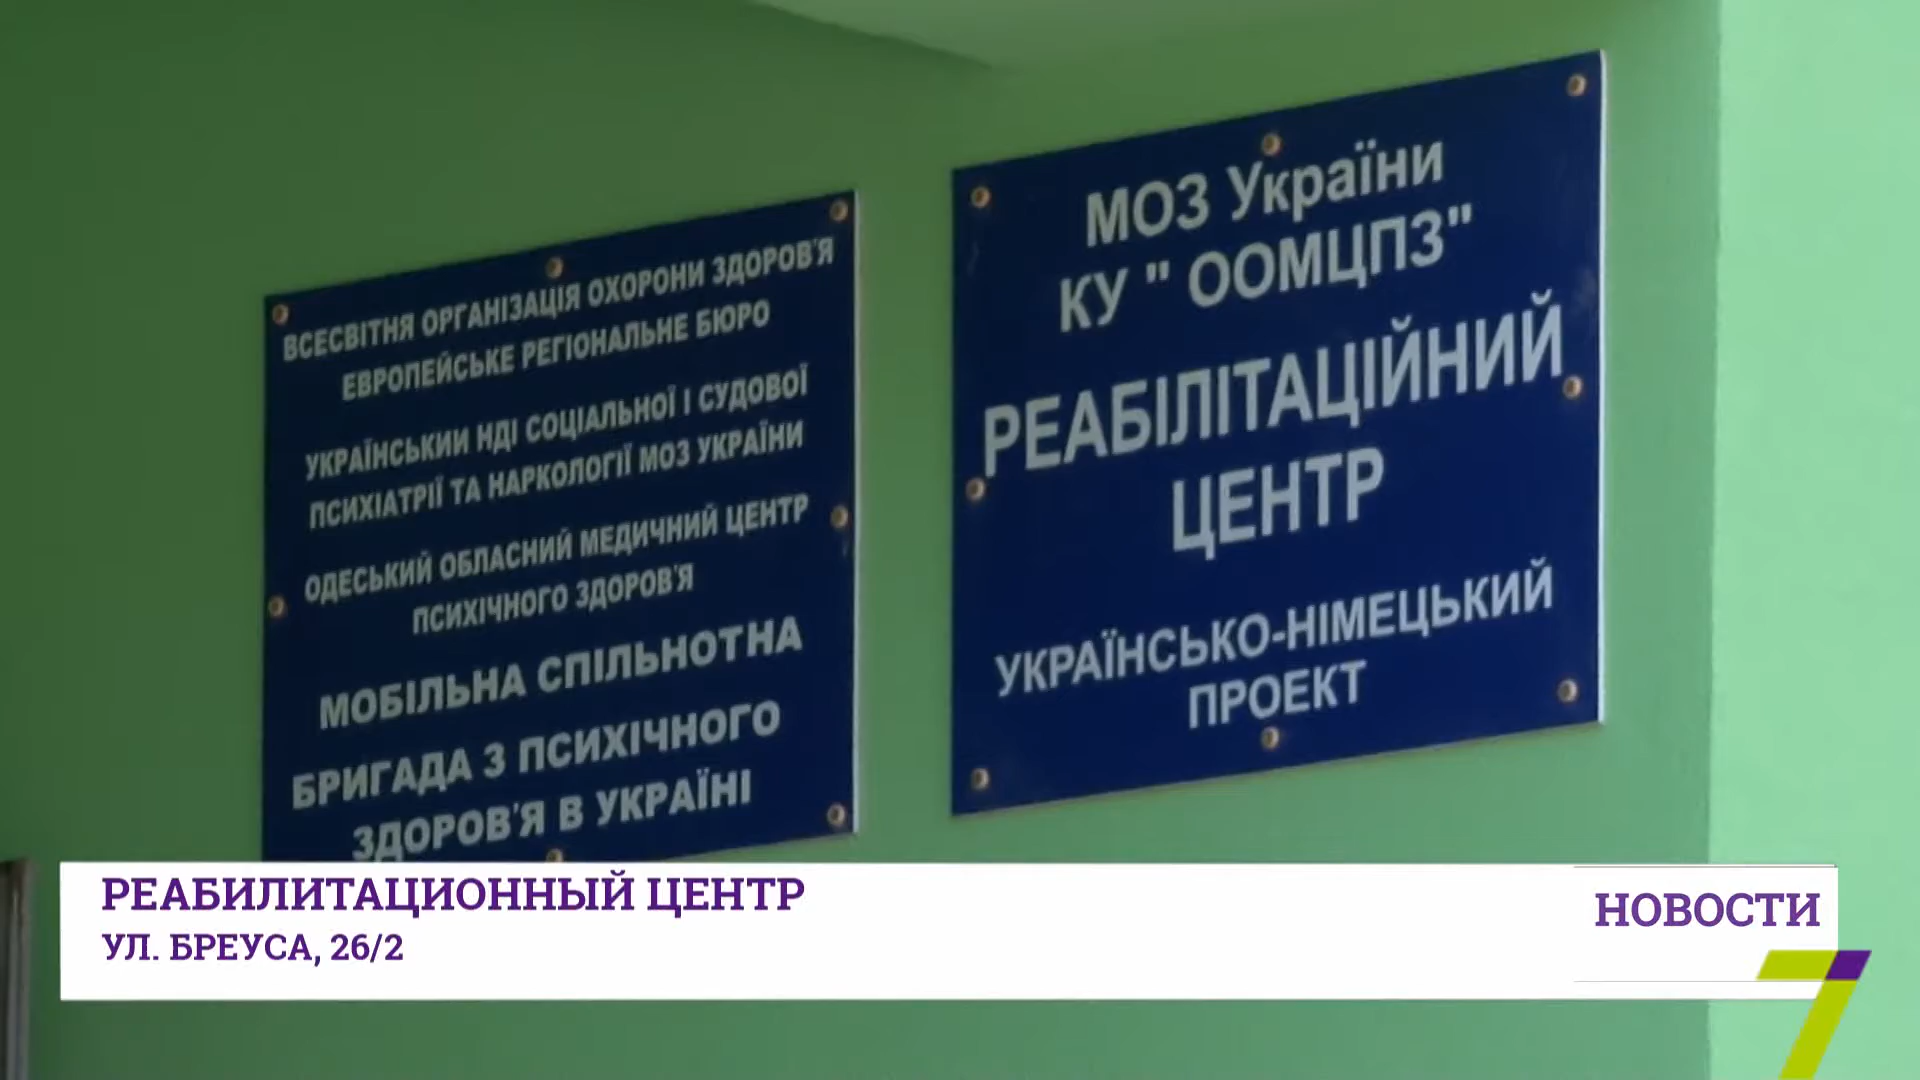 ВСЕСВІТНЯ ОРГАНІЗАЦІЯ ОХОРОНИ ЗДОРОВ'Я
ЕВРОПЕЙСЬКЕ РЕГІОНАЛЬНЕ БЮРО
УКРАЇНСЬКИИ НДІ СОЦІАЛЬНОЇ І СУДОВОЇ
ПСИХІАТРІЇ ТА НАРКОЛОГІЇ МОЗ УКРАЇНИ
ОДЕСЬКИЙ ОБЛАСНИЙ МЕДИЧНИЙ ЦЕНТР
ПСИХІЧНОГО ЗДОРОВ'Я
МОБІЛЬНА СПІЛЬНОТНА
БРИГАДА З ПСИХІЧНОГО
ЗДОРОВ'Я В УКРАЇНІ
МОЗ України
КУ " ООМЦПЗ"
РЕАБІЛІТАЦІЙНИЙ
ЦЕНТР
УКРАЇНСЬКО-НІМЕЦЬКИЙ
ПРОЕКТ
РЕАБИЛИТАЦИОННЫЙ ЦЕНТР
УЛ. БРЕУСА, 26/2
НОВОСТИ
7